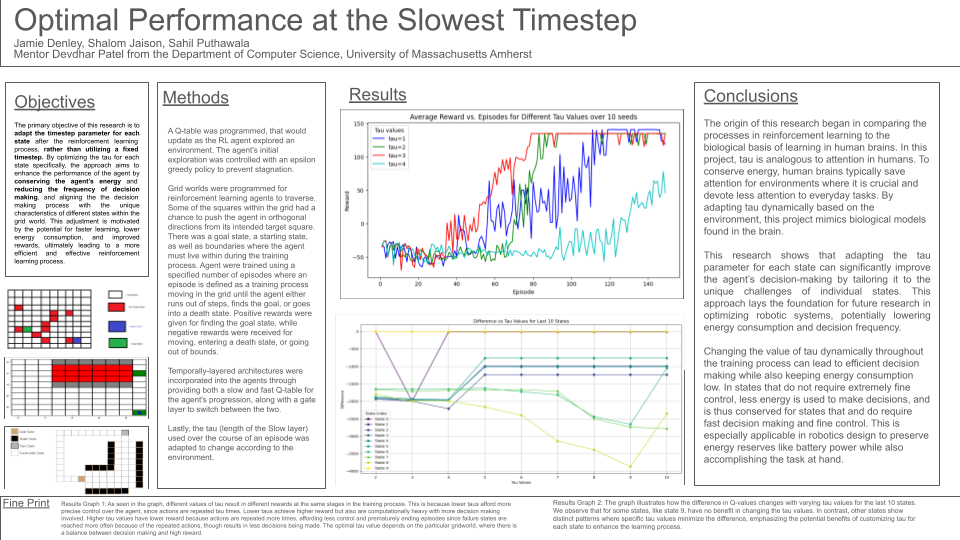 Optimal Performance at the Slowest Timestep
Jamie Denley, Shalom Jaison, Sahil Puthawala
Mentor Devdhar Patel from the Department of Computer Science, University of Massachusetts Amherst
Objectives
The primary objective of this research is to
adapt the timestep parameter for each
state after the reinforcement learning
process, rather than utilizing a fixed
timestep. By optimizing the tau for each
state specifically, the approach aims to
enhance the performance of the agent by
conserving the agent's energy and
reducing the frequency of decision
making, and aligning the the decision
making process with the unique
characteristics of different states within the
grid world. This adjustment is motivated
by the potential for faster learning, lower
energy consumption, and improved
rewards, ultimately leading to a more
efficient and effective reinforcement
learning process.
Methods
A Q-table was programmed, that would
update as the RL agent explored an
environment. The agent's initial
exploration was controlled with an epsilon
greedy policy to prevent stagnation.
Grid worlds were programmed for
reinforcement learning agents to traverse.
Some of the squares within the grid had a
chance to push the agent in orthogonal
directions from its intended target square.
There was a goal state, a starting state,
as well as boundaries where the agent
must live within during the training
process. Agent were trained using a
specified number of episodes where an
episode is defined as a training process
moving in the grid until the agent either
runs out of steps, finds the goal, or goes
into a death state. Positive rewards were
given for finding the goal state, while
negative rewards were received for
moving, entering a death state, or going
out of bounds.
Temporally-layered architectures were
incorporated into the agents through
providing both a slow and fast Q-table for
the agent's progression, along with a gate
layer to switch between the two.
Lastly, the tau (length of the Slow layer)
used over the course of an episode was
adapted to change according to the
environment.
Results
Average Reward vs. Episodes for Different Tau Values over 10 seeds
Tau values
tau=1
tau=2
tau=3
tau=4
150
100
50
0
−50
Reward
0 20 40 60 80 100 120 140
Episode
Difference vs Tau Values for Last 10 States
Difference
State Index
State 0
State 1
State 2
State 3
State 4
State 5
State 6
State 7
State 8
State 9
2 3 4 5 6 7 8 9 10
Tau Values
Conclusions
The origin of this research began in comparing the
processes in reinforcement learning to the
biological basis of learning in human brains. In this
project, tau is analogous to attention in humans. To
conserve energy, human brains typically save
attention for environments where it is crucial and
devote less attention to everyday tasks. By
adapting tau dynamically based on the
environment, this project mimics biological models
found in the brain.
This research shows that adapting the tau
parameter for each state can significantly improve
the agent's decision-making by tailoring it to the
unique challenges of individual states. This
approach lays the foundation for future research in
optimizing robotic systems, potentially lowering
energy consumption and decision frequency.
Changing the value of tau dynamically throughout
the training process can lead to efficient decision
making while also keeping energy consumption
low. In states that do not require extremely fine
control, less energy is used to make decisions, and
is thus conserved for states that and do require
fast decision making and fine control. This is
especially applicable in robotics design to preserve
energy reserves like battery power while also
accomplishing the task at hand.
Fine Print
Results Graph 1: As seen in the graph, different values of tau result in different rewards at the same stages in the training process. This is because lower taus afford more
precise control over the agent, since actions are repeated tau times. Lower taus achieve higher reward but also are computationally heavy with more decision making
involved. Higher tau values have lower reward because actions are repeated more times, affording less control and prematurely ending episodes since failure states are
reached more often because of the repeated actions, though results in less decisions being made. The optimal tau value depends on the particular gridworld, where there is
a balance between decision making and high reward.
Results Graph 2: The graph illustrates how the difference in Q-values changes with varying tau values for the last 10 states.
We observe that for some states, like state 9, have no benefit in changing the tau values. In contrast, other states show
distinct patterns where specific tau values minimize the difference, emphasizing the potential benefits of customizing tau for
each state to enhance the learning process.